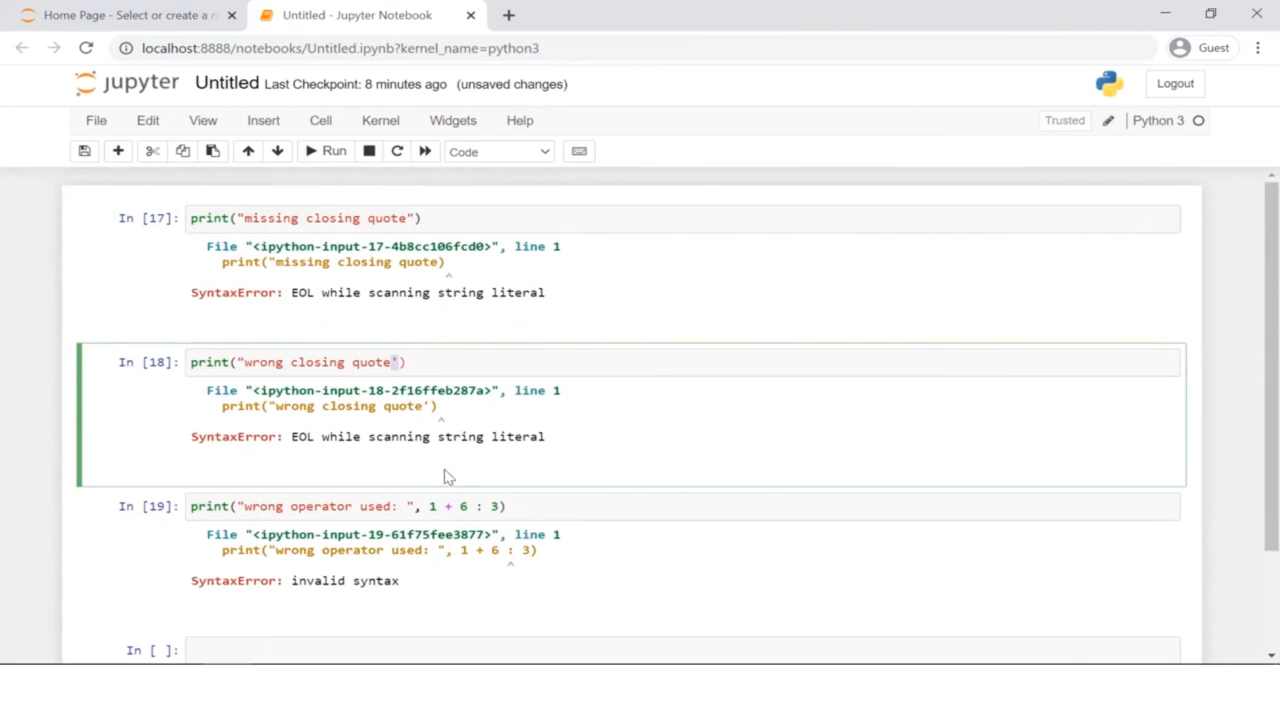 Home Page - Select or create a n
Untitled - Jupyter Notebook
localhost:8888/notebooks/Untitled.ipynb?kernel_name=python3
Guest
jupyter Untitled Last Checkpoint: 8 minutes ago (unsaved changes)
Logout
File Edit View Insert Cell Kernel Widgets Help
Trusted
Python 3
Run
Code
In [17]: print("missing closing quote")
File "<ipython-input-17-4b8cc106fcd0>", line 1
print("missing closing quote)
^
SyntaxError: EOL while scanning string literal
In [18]: print("wrong closing quote')
File "<ipython-input-18-2f16ffeb287a>", line 1
print("wrong closing quote')
^
SyntaxError: EOL while scanning string literal
In [19]: print("wrong operator used: ", 1 + 6 : 3)
File "<ipython-input-19-61f75fee3877>", line 1
print("wrong operator used: ", 1 + 6 : 3)
^
SyntaxError: invalid syntax
In [ ]: